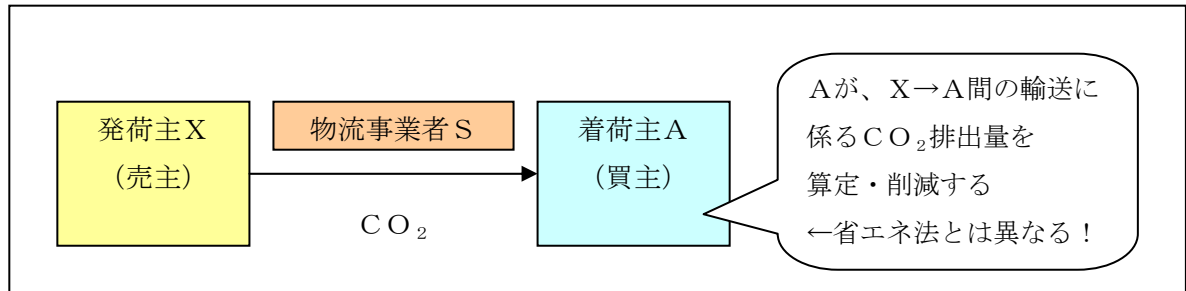 発荷主X
(売主)
物流事業者S
CO₂
着荷主A
(買主)
Aが、X→A間の輸送に
係るCO₂排出量を
算定・削減する
←省エネ法とは異なる!